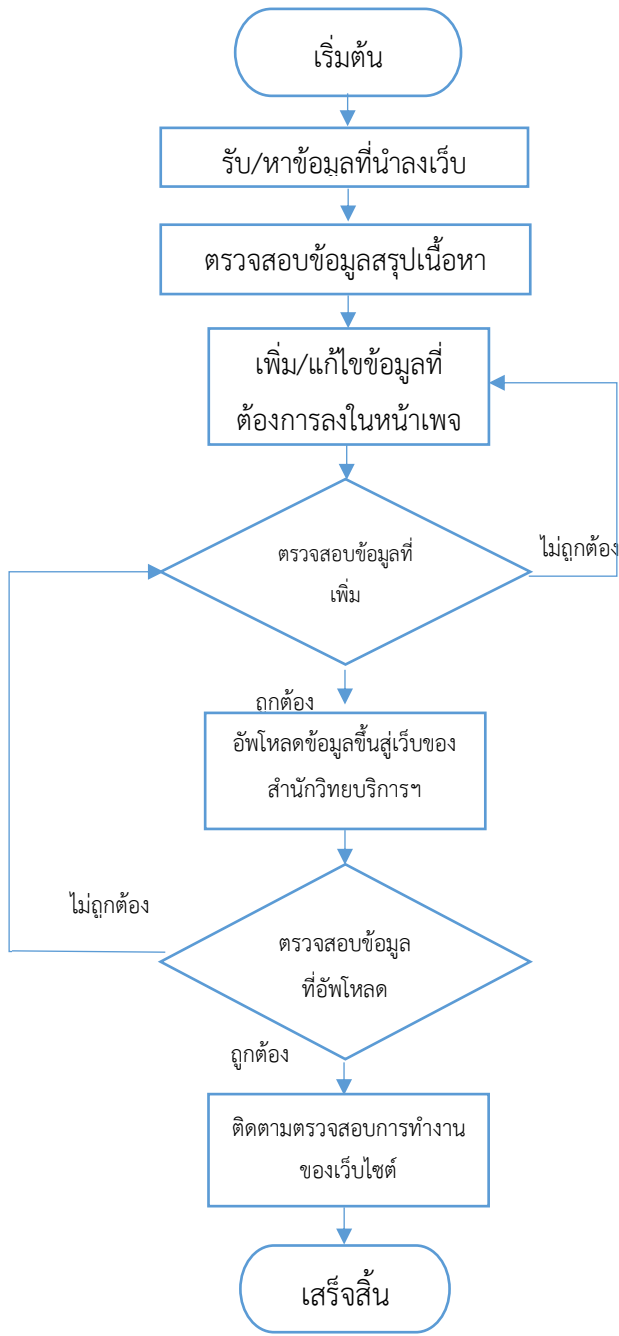 เริ่มต้น
รับ/หาข้อมูลที่นำลงเว็บ
ตรวจสอบข้อมูลสรุปเนื้อหา
เพิ่ม/แก้ไขข้อมูลที่
ต้องการลงในหน้าเพจ
ตรวจสอบข้อมูลที่
เพิ่ม
ไม่ถูกต้อง
ถูกต้อง
อัพโหลดข้อมูลขึ้นสู่เว็บของ
สำนักวิทยบริการฯ
ไม่ถูกต้อง
ตรวจสอบข้อมูล
ที่อัพโหลด
ถูกต้อง
ติดตามตรวจสอบการทำงาน
ของเว็บไซต์
เสร็จสิ้น